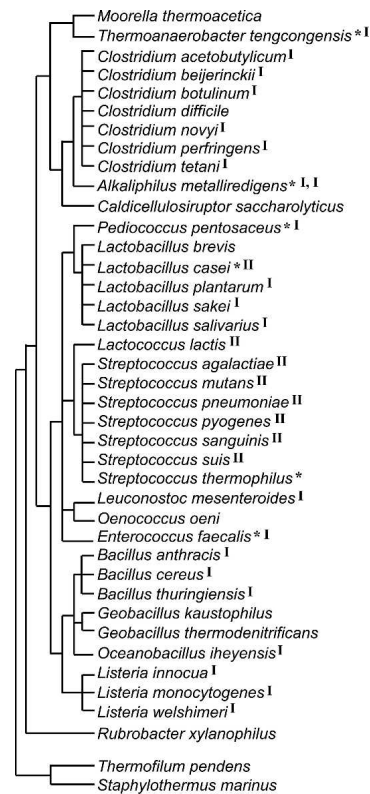 Moorella thermoacetica
Thermoanaerobacter tengcongensis * I
Clostridium acetobutylicum I
Clostridium beijerinckii I
Clostridium botulinum I
Clostridium difficile
Clostridium novyi I
Clostridium perfringens I
Clostridium tetani I
Alkaliphilus metalliredigens * I, I
Caldicellulosiruptor saccharolyticus
Pediococcus pentosaceus * I
Lactobacillus brevis
Lactobacillus casei * II
Lactobacillus plantarum I
Lactobacillus sakei I
Lactobacillus salivarius I
Lactococcus lactis II
Streptococcus agalactiae II
Streptococcus mutans II
Streptococcus pneumoniae II
Streptococcus pyogenes II
Streptococcus sanguinis II
Streptococcus suis II
Streptococcus thermophilus *
Leuconostoc mesenteroides I
Oenococcus oeni
Enterococcus faecalis * I
Bacillus anthracis I
Bacillus cereus I
Bacillus thuringiensis I
Geobacillus kaustophilus
Geobacillus thermodenitrificans
Oceanobacillus iheyensis I
Listeria innocua I
Listeria monocytogenes I
Listeria welshimeri I
Rubrobacter xylanophilus
Thermofilum pendens
Staphylothermus marinus